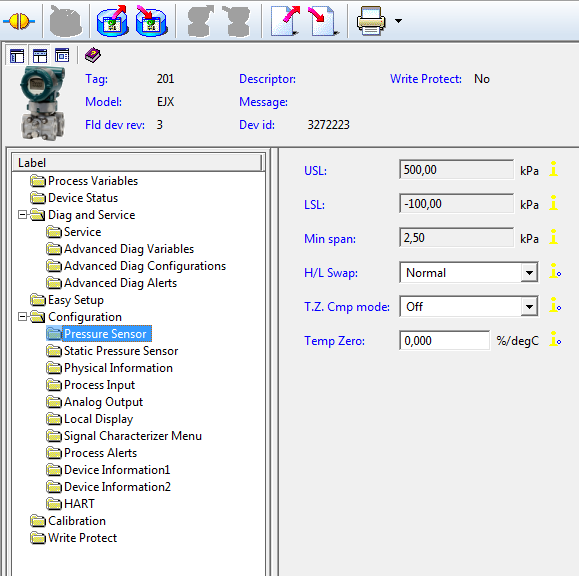 Tag: 201 Descriptor: Write Protect: No
Model: EJX Message:
Fld dev rev: 3 Dev id: 3272223
Label
Process Variables
Device Status
Diag and Service
Service
Advanced Diag Variables
Advanced Diag Configurations
Advanced Diag Alerts
Easy Setup
Configuration
Pressure Sensor
Static Pressure Sensor
Physical Information
Process Input
Analog Output
Local Display
Signal Characterizer Menu
Process Alerts
Device Information1
Device Information2
HART
Calibration
Write Protect
USL: 500,00 kPa
LSL: -100,00 kPa
Min span: 2,50 kPa
H/L Swap: Normal
T.Z. Cmp mode: Off
Temp Zero: 0,000 %/degC